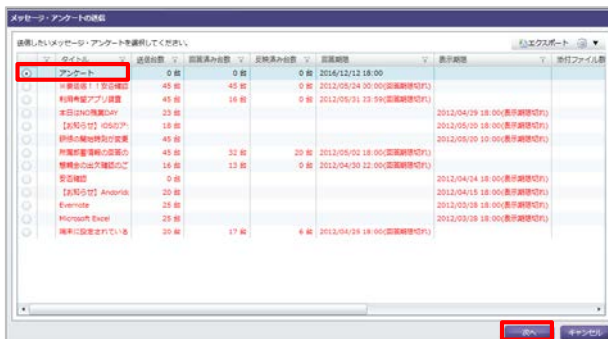 メッセージ・アンケートの送信
送信したいメッセージ・アンケートを選択してください。 エクスポート
タイトル 送信台数 回答済み台数 反映済み台数 回答期限 表示期限 添付ファイル数
アンケート 0 台 0 台 0 台 2016/12/12 18:00
※最返信!!安否確認 45 台 45 台 0 台 2012/05/24 00:00(回答期限切れ)
利用希望アプリ調査 45 台 16 台 0 台 2012/05/31 23:59(回答期限切れ)
本日はNO残業DAY 23 台 2012/04/29 18:00(表示期限切れ)
【お知らせ】iOSのア 18 台 2012/05/20 18:00(表示期限切れ)
研修の開始時刻が変更 45 台 2012/05/20 10:00(表示期限切れ)
所属部署情報の回答の 45 台 32 台 20 台 2012/05/02 18:00(回答期限切れ)
懇親会の出欠確認のご 16 台 13 台 0 台 2012/04/30 22:00(回答期限切れ)
安否確認 0 台 2012/04/24 18:00(表示期限切れ)
【お知らせ】Andorid 20 台 2012/04/15 18:00(表示期限切れ)
Evernote 25 台 2012/03/28 18:00(表示期限切れ)
Microsoft Excel 25 台 2012/03/28 18:00(表示期限切れ)
端末に設定されている 20 台 17 台 6 台 2012/04/25 18:00(回答期限切れ)
次へ キャンセル